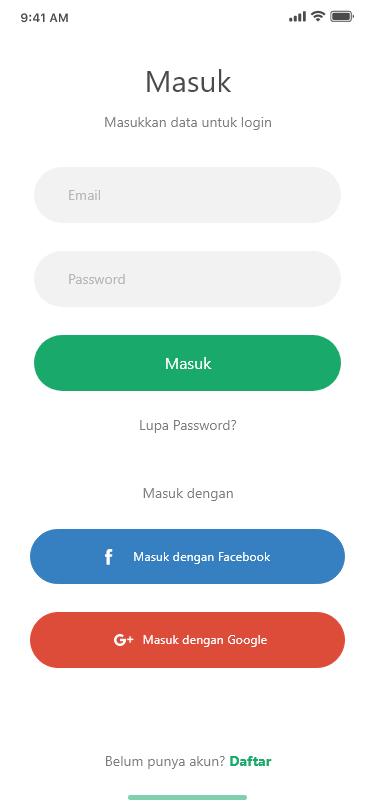 9:41 AM
Masuk
Masukkan data untuk login
Email
Password
Masuk
Lupa Password?
Masuk dengan
f Masuk dengan Facebook
G+ Masuk dengan Google
Belum punya akun? Daftar